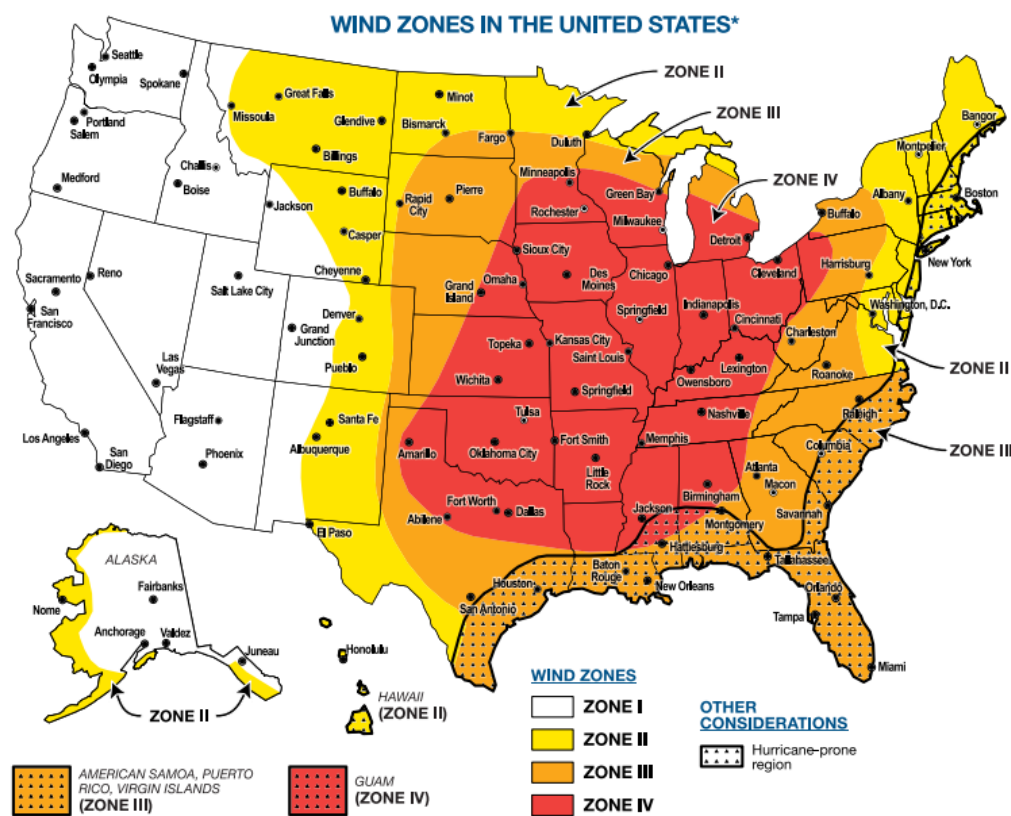 WIND ZONES IN THE UNITED STATES*
ZONE II
ZONE III
ZONE IV
Seattle
Olympia
Spokane
Portland
Salem
Medford
Missoula
Great Falls
Glendive
Billings
Challis
Boise
Jackson
Buffalo
Casper
Cheyenne
Minot
Bismarck
Fargo
Duluth
Minneapolis
Rochester
Rapid
City
Pierre
Green Bay
Milwaukee
Detroit
Bangor
Montpelier
Albany
Boston
Buffalo
New York
Harrisburg
Washington, D.C.
Cleveland
Sacramento
San
Francisco
Reno
Salt Lake City
Las
Vegas
Los Angeles
San
Diego
Flagstaff
Phoenix
Grand
Junction
Denver
Pueblo
Santa Fe
Albuquerque
El Paso
Sioux City
Omaha
Grand
Island
Des
Moines
Chicago
Springfield
Indianapolis
Cincinnati
Topeka
Kansas City
Saint Louis
Wichita
Springfield
Owensboro
Lexington
Charleston
Roanoke
ZONE II
Raleigh
ZONE III
Columbia
Tulsa
Amarillo
Oklahoma City
Fort Smith
Little
Rock
Memphis
Nashville
Atlanta
Macon
Birmingham
Savannah
Fort Worth
Dallas
Abilene
Jackson
Montgomery
Hattiesburg
Tallahassee
Baton
Rouge
New Orleans
Houston
San Antonio
Orlando
Tampa
Miami
ALASKA
Fairbanks
Nome
Anchorage
Valdez
Juneau
ZONE II
Honolulu
HAWAII
(ZONE II)
WIND ZONES
ZONE I
ZONE II
ZONE III
ZONE IV
OTHER
CONSIDERATIONS
Hurricane-prone
region
AMERICAN SAMOA, PUERTO
RICO, VIRGIN ISLANDS
(ZONE III)
GUAM
(ZONE IV)